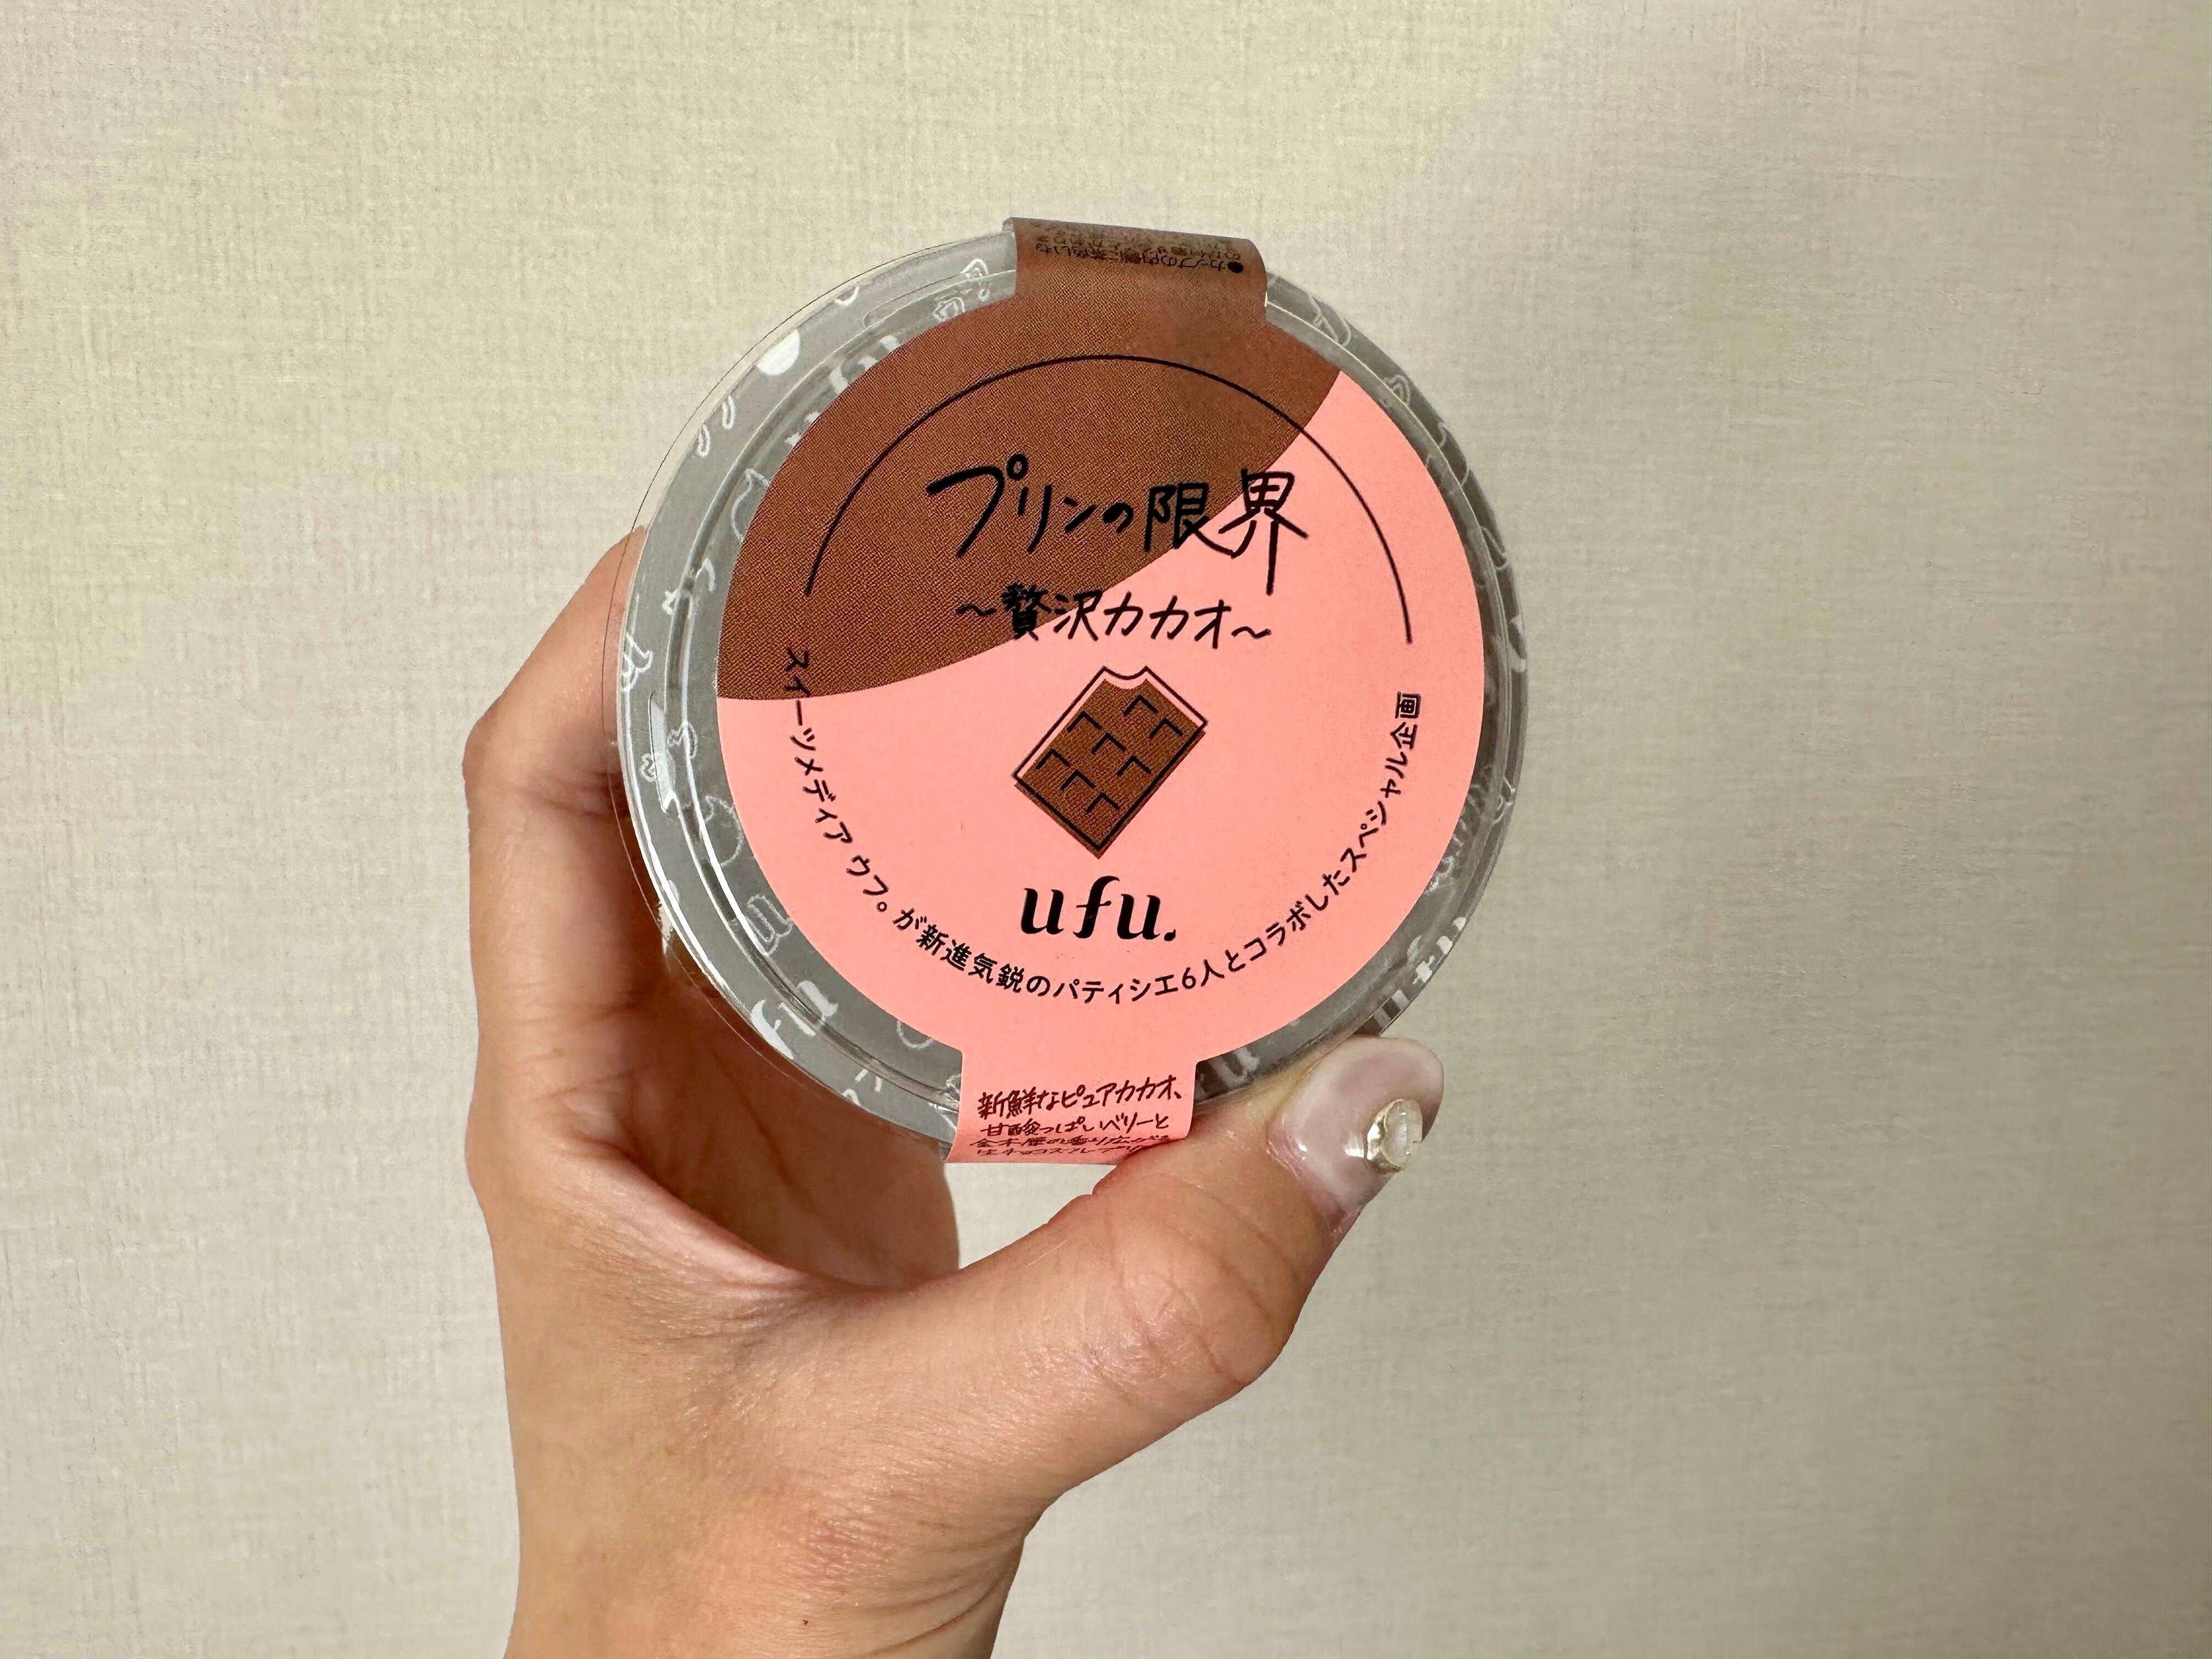 プリンの限界
～贅沢カカオ～
ufu.
スイーツメディア ウフ。が新進気鋭のパティシエ6人とコラボしたスペシャル企画
新鮮なピュアカカオ、
甘酸っぱいベリーと